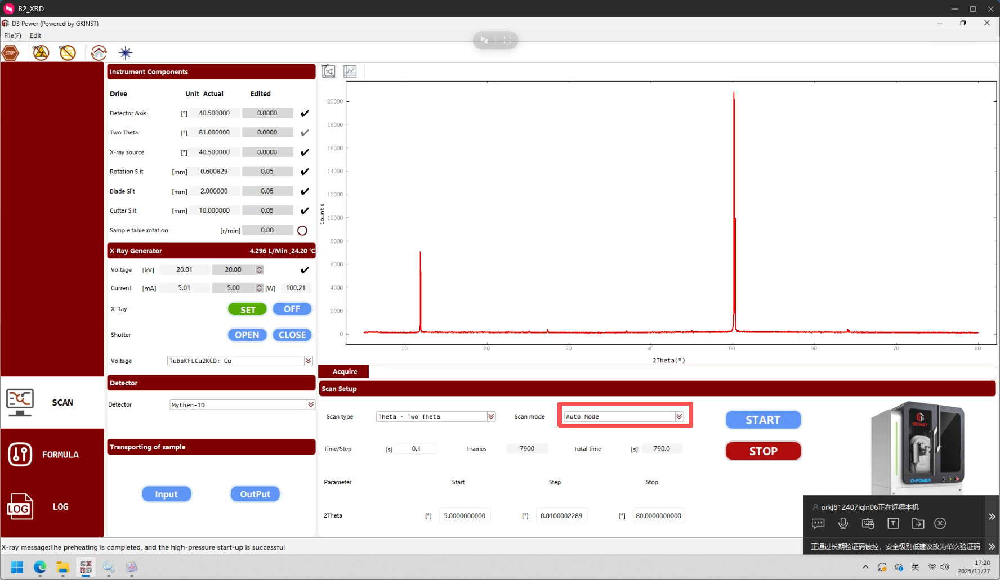 B2_XRD
D3 Power (Powered by GKINST)
File(F) Edit
STOP OFF OFF
Instrument Components
Drive Unit Actual Edited
Detector Axis [°] 40.500000 0.0000
Two Theta [°] 81.000000 0.0000
X-ray source [°] 40.500000 0.0000
Rotation Slit [mm] 0.600829 0.05
Blade Slit [mm] 2.000000 0.05
Cutter Slit [mm] 10.000000 0.05
Sample table rotation [r/min] 0.00
X-Ray Generator 4.296 L/Min ,24.20 ℃
Voltage [kV] 20.01 20.00
Current [mA] 5.01 5.00 [W] 100.21
X-Ray SET OFF
Shutter OPEN CLOSE
Voltage TubeKFLCu2KCD: Cu
Detector
Detector Mythen-1D
Transporting of sample
Input OutPut
SCAN
FORMULA
LOG LOG
LogY
Counts
20000
18000
16000
14000
12000
10000
8000
6000
4000
2000
0
10 20 30 40 50 60 70 80
2Theta(°)
Acquire
Scan Setup
Scan type Theta - Two Theta Scan mode Auto Mode START
Time/Step [s] 0.1 Frames 7900 Total time [s] 790.0 STOP
Parameter Start Step Stop
2Theta [°] 5.0000000000 [°] 0.0100002289 [°] 80.0000000000
GKINST
D-POWER
orkj812407lqln06正在远程本机
正通过长期验证码被控，安全级别低建议改为单次验证码
X-ray message:The preheating is completed, and the high-pressure start-up is successful
英
17:20
2025/11/27